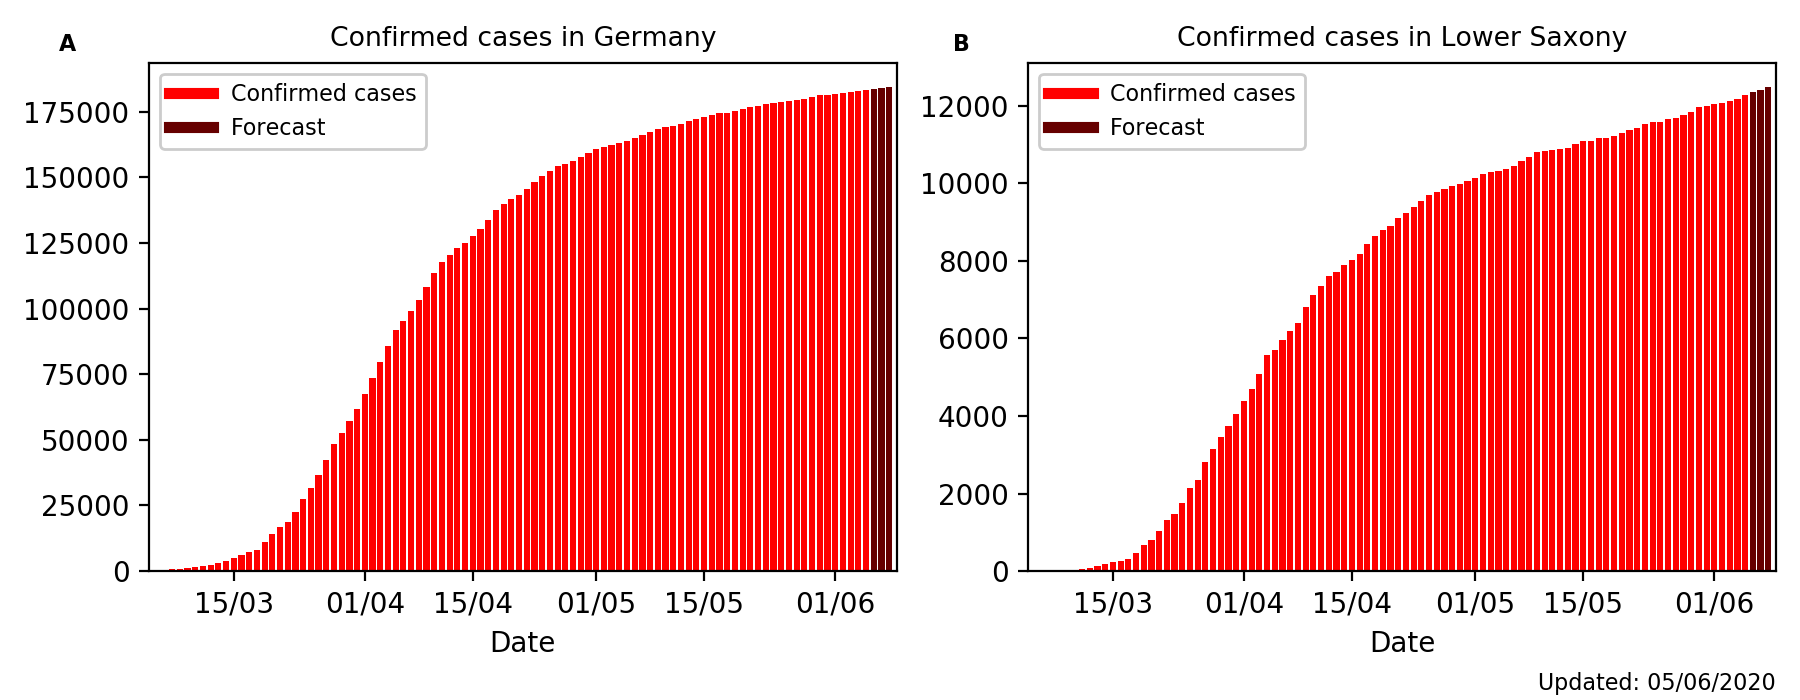 A
Confirmed cases in Germany
Confirmed cases
Forecast
175000
150000
125000
100000
75000
50000
25000
0
15/03 01/04 15/04 01/05 15/05 01/06
Date
B
Confirmed cases in Lower Saxony
Confirmed cases
Forecast
12000
10000
8000
6000
4000
2000
0
15/03 01/04 15/04 01/05 15/05 01/06
Date
Updated: 05/06/2020